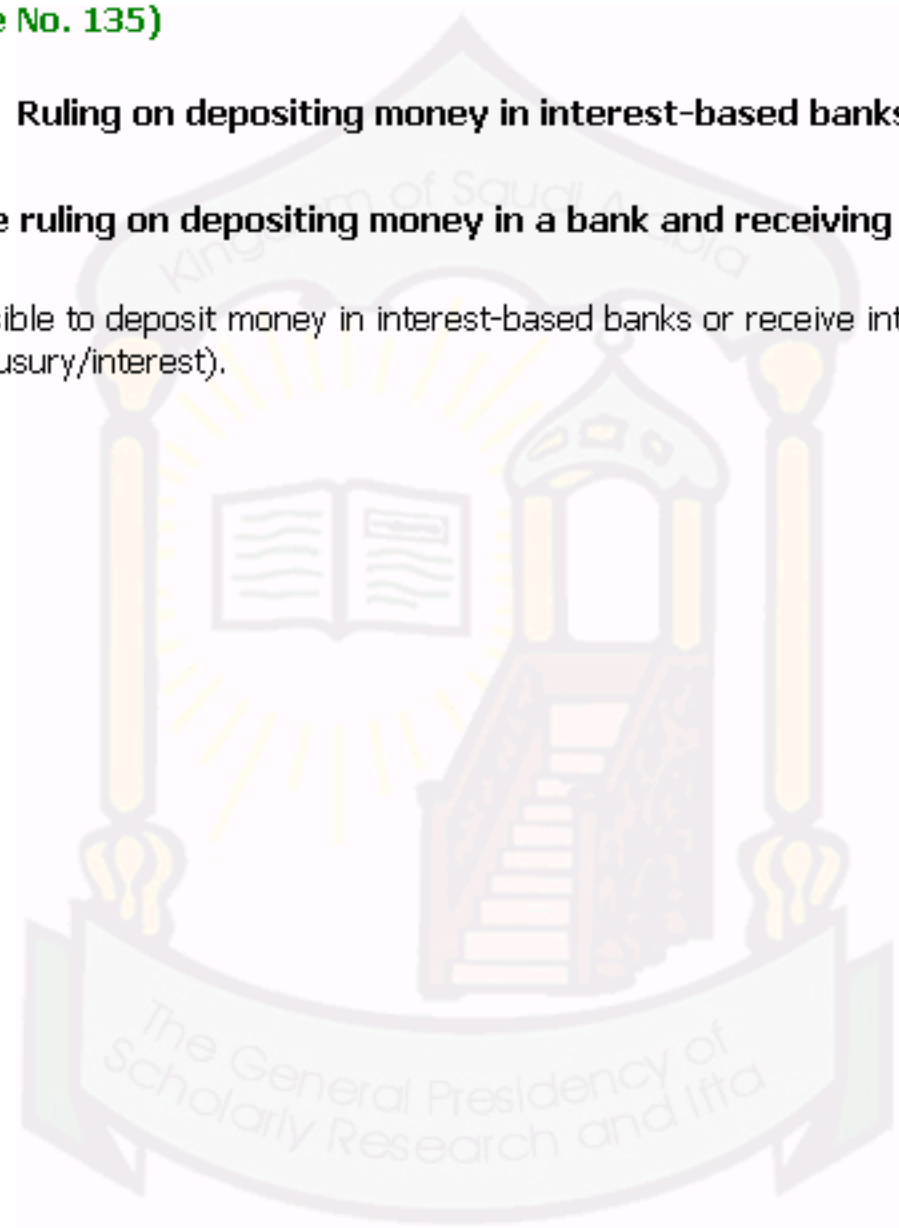 e No. 135)
Ruling on depositing money in interest-based banks
e ruling on depositing money in a bank and receiving
sible to deposit money in interest-based banks or receive int
usury/interest).
Kingdom of Saudi Arabia
The General Presidency of
Scholarly Research and Ifta